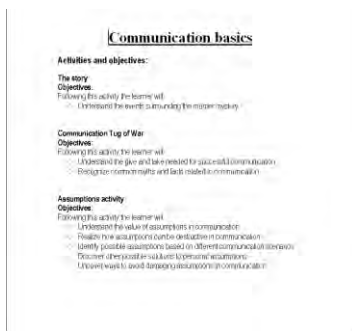 Communication basics
Activities and objectives:
The story
Objectives:
Following this activity the learner will:
Understand the events surrounding the murder mystery
Communication Tug of War
Objectives:
Following this activity the learner will:
Understand the give and take needed for successful communication
Recognize common myths and facts related to communication
Assumptions activity
Objectives:
Following this activity the learner will:
Understand the value of assumptions in communication
Realize how assumptions can be destructive in communication
Identify possible assumptions based on different communication scenarios
Discover other possible solutions to personal assumptions
Uncover ways to avoid damaging assumptions in communication